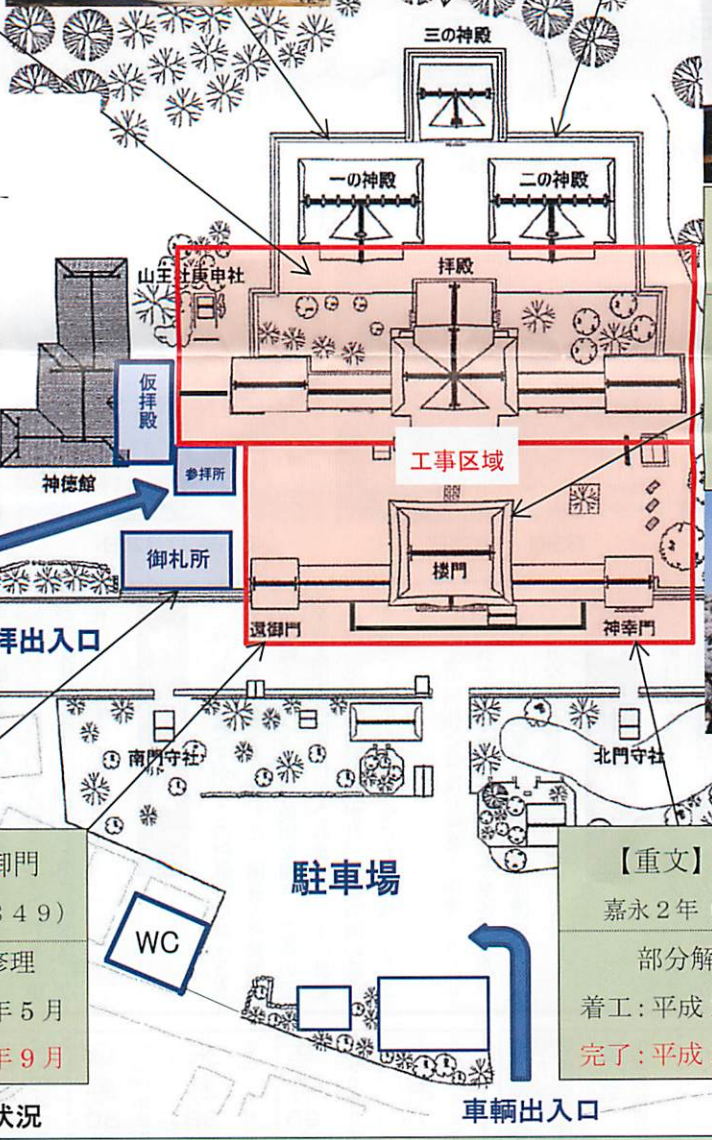 三の神殿
一の神殿
二の神殿
拝殿
山王社庚申社
仮拝殿
工事区域
参拝所
神徳館
御札所
楼門
拝出入口
還御門
神幸門
南門守社
北門守社
駐車場
WC
御門
849)
修理
年5月
年9月
状況
【重文】
嘉永2年
部分解
着工:平成
完了:平成
車輌出入口